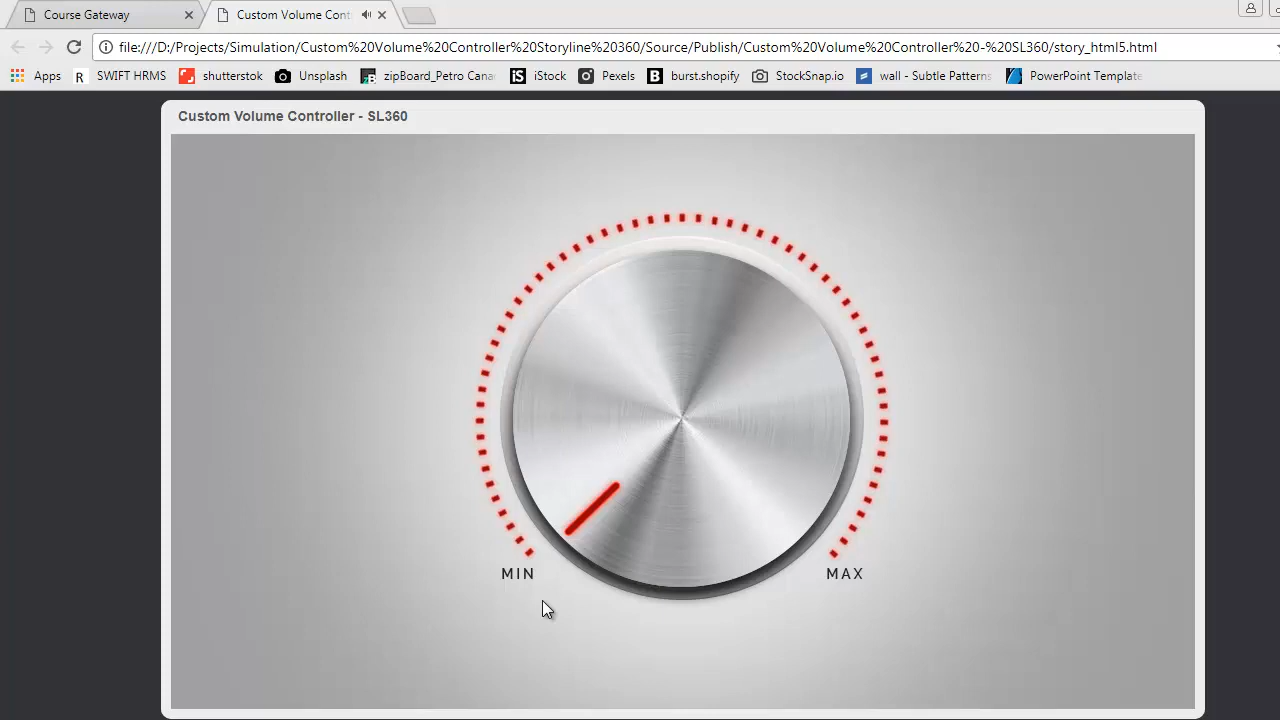 Course Gateway
Custom Volume Cont
file:///D:/Projects/Simulation/Custom%20Volume%20Controller%20Storyline%20360/Source/Publish/Custom%20Volume%20Controller%20-%20SL360/story_html5.html
Apps R SWIFT HRMS shutterstok Unsplash zipBoard_Petro Cana iS iStock Pexels B burst.shopify StockSnap.io wall - Subtle Patterns PowerPoint Template
Custom Volume Controller - SL360
MIN
MAX